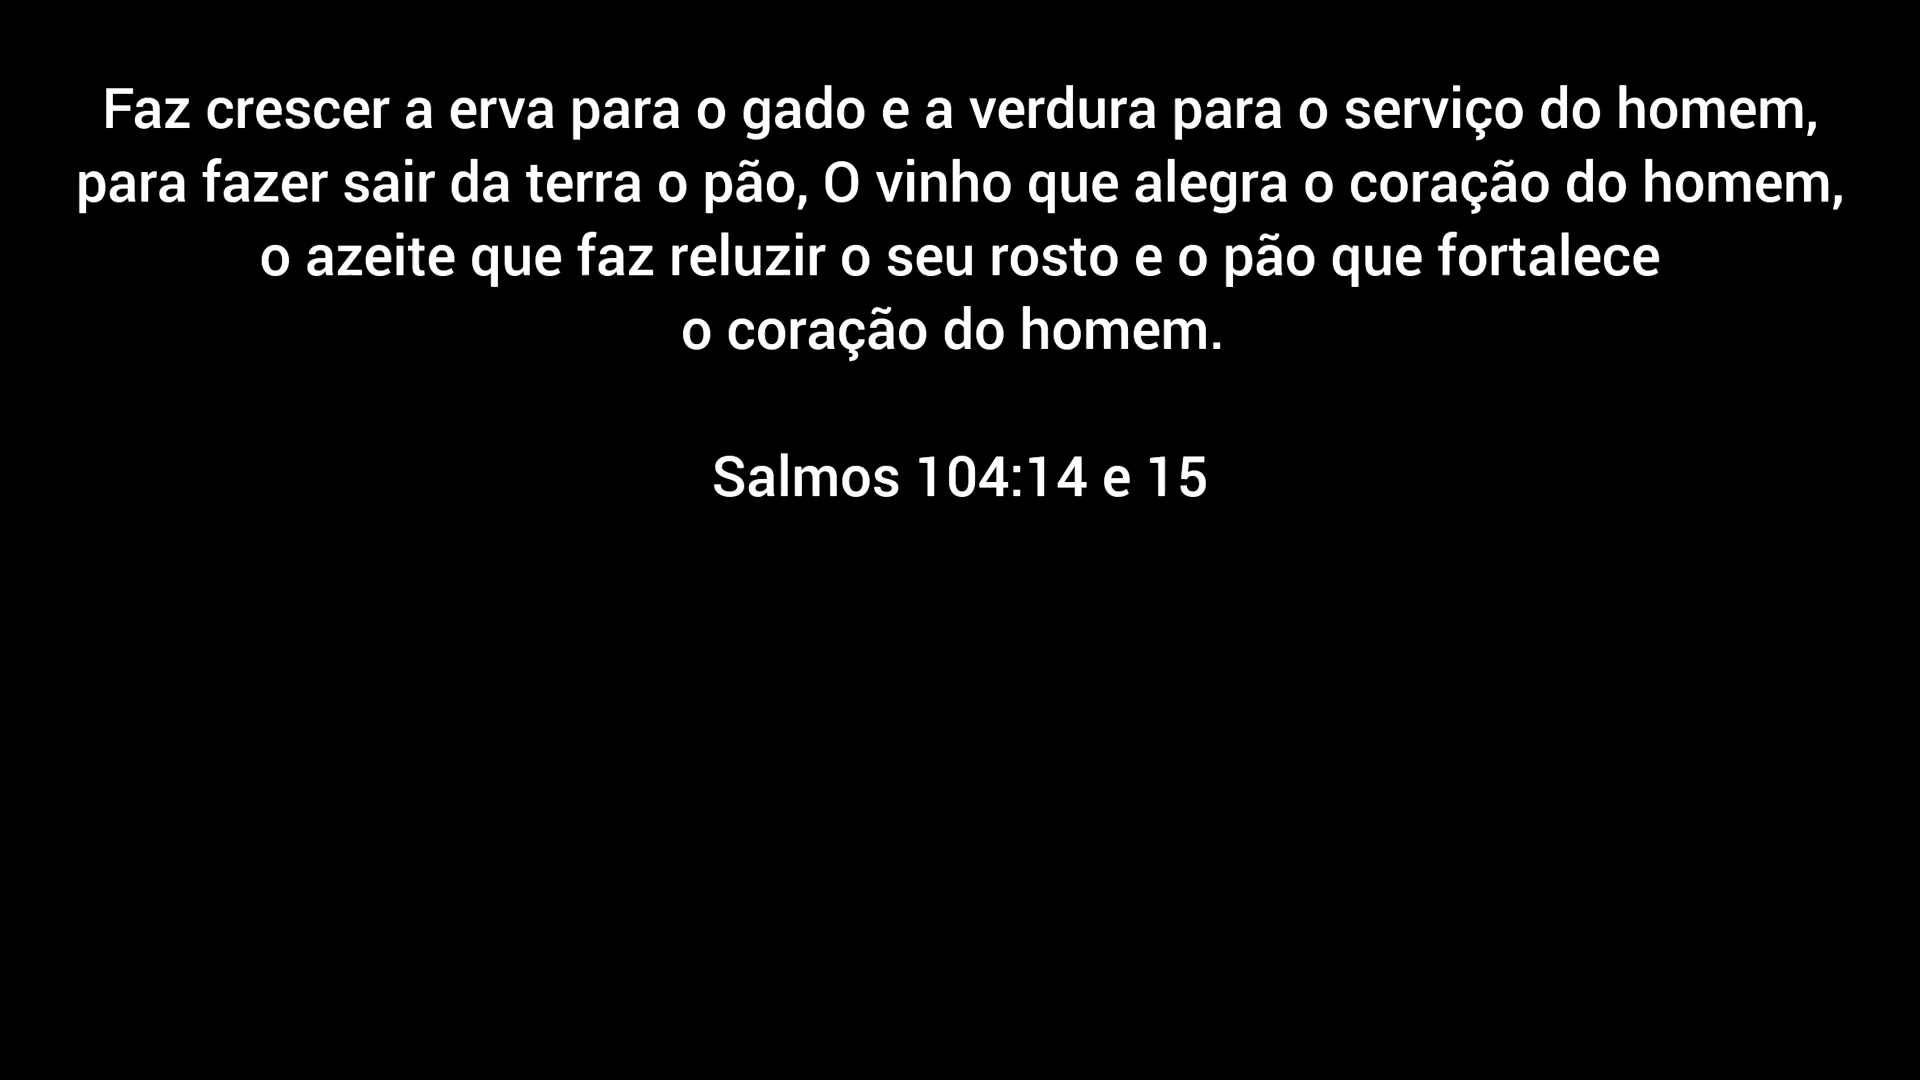 Faz crescer a erva para o gado e a verdura para o serviço do homem,
para fazer sair da terra o pão, O vinho que alegra o coração do homem,
o azeite que faz reluzir o seu rosto e o pão que fortalece
o coração do homem.
Salmos 104:14 e 15